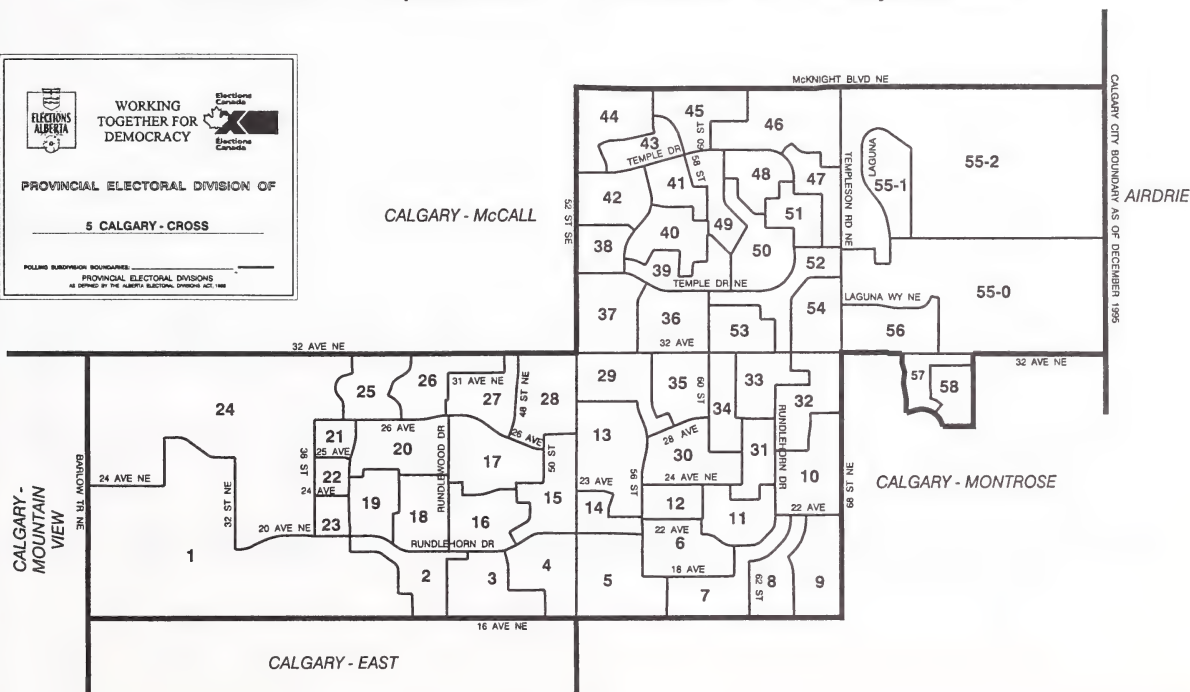 ELECTIONS
ALBERTA
WORKING
TOGETHER FOR
DEMOCRACY
Elections
Canada
Élections
Canada
PROVINCIAL ELECTORAL DIVISION OF
5 CALGARY - CROSS
POLLING SUBDIVISION BOUNDARIES:
PROVINCIAL ELECTORAL DIVISIONS
AS DEFINED BY THE ALBERTA ELECTORAL DIVISIONS ACT,
McKNIGHT BLVD NE
44
45
50 ST
46
43
TEMPLE DR
58 ST
41
48
47
TEMPLESON RD NE
LAGUNA
55-1
55-2
CALGARY CITY BOUNDARY AS OF DECEMBER 1995
AIRDRIE
CALGARY - McCALL
52 ST SE
42
51
49
40
50
38
39
52
TEMPLE DR NE
55-0
37
36
53
54
LAGUNA WY NE
56
32 AVE NE
32 AVE
32 AVE NE
57
58
24
25
26
31 AVE NE
27
48 ST NE
28
29
35
60 ST
33
34
32
21
26 AVE
26 AVE
25 AVE
20
RUNDLEWOOD DR
36 ST
22
17
50 ST
13
28 AVE
30
31
RUNDLEHORN DR
10
BARLOW TR NE
24 AVE NE
24 AVE
19
18
15
23 AVE
56 ST
24 AVE NE
68 ST NE
CALGARY - MONTROSE
CALGARY -
MOUNTAIN
VIEW
32 ST NE
20 AVE NE
23
16
14
12
11
22 AVE
22 AVE
RUNDLEHORN DR
1
2
3
4
5
6
18 AVE
7
62 ST
8
9
16 AVE NE
CALGARY - EAST